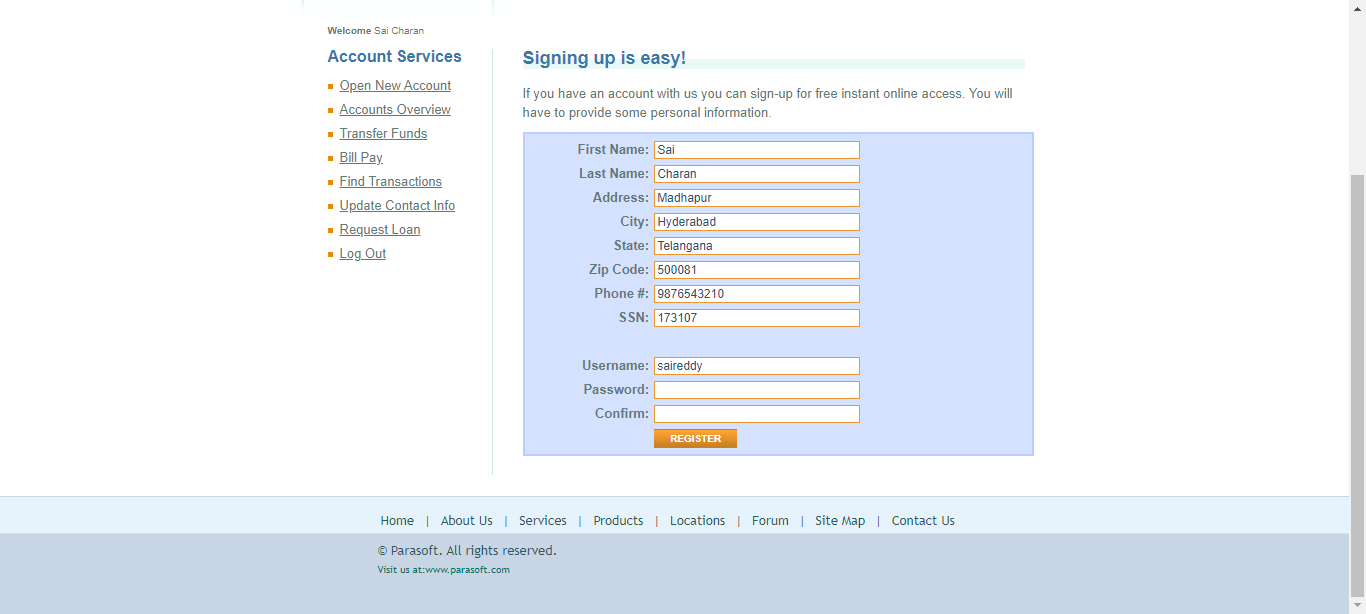 Welcome Sai Charan
Account Services
Open New Account
Accounts Overview
Transfer Funds
Bill Pay
Find Transactions
Update Contact Info
Request Loan
Log Out
Signing up is easy!
If you have an account with us you can sign-up for free instant online access. You will
have to provide some personal information.
First Name: Sai
Last Name: Charan
Address: Madhapur
City: Hyderabad
State: Telangana
Zip Code: 500081
Phone #: 9876543210
SSN: 173107
Username: saireddy
Password:
Confirm:
REGISTER
Home | About Us | Services | Products | Locations | Forum | Site Map | Contact Us
© Parasoft. All rights reserved.
Visit us at:www.parasoft.com